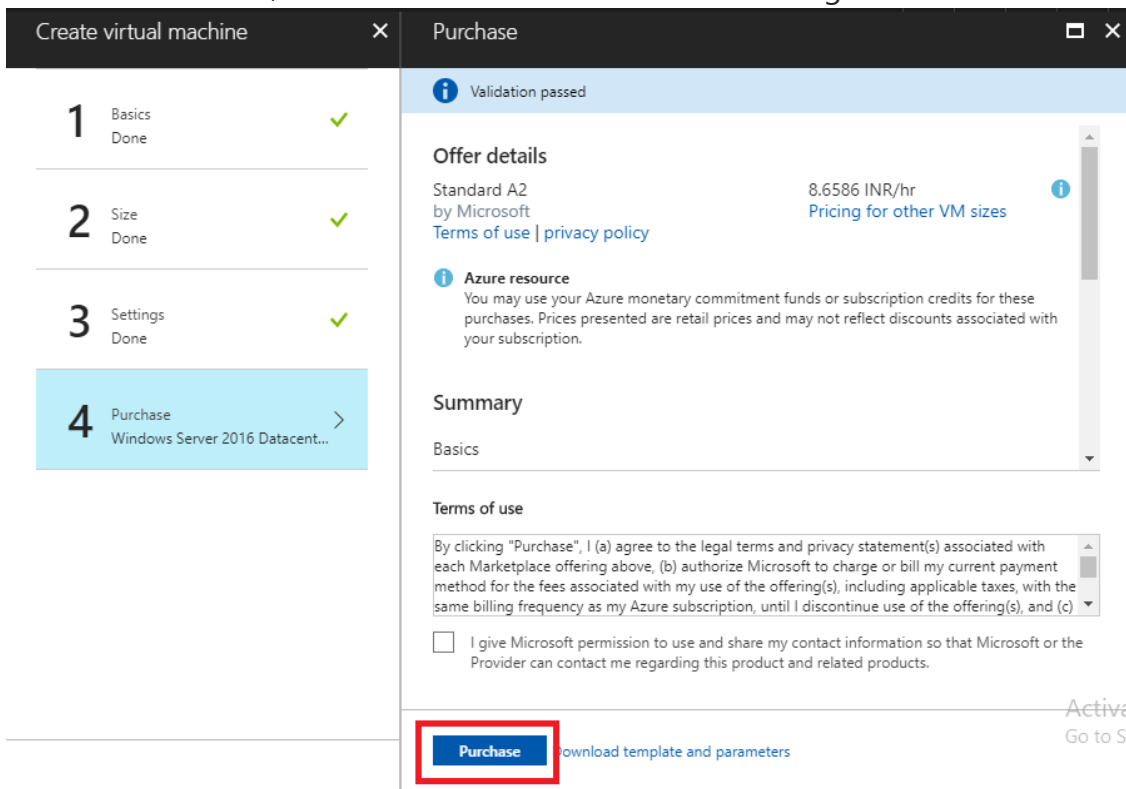 Create virtual machine
1
Basics
Done
2
Size
Done
3
Settings
Done
4
Purchase
Windows Server 2016 Datacent...
Purchase
Validation passed
Offer details
Standard A2
8.6586 INR/hr
by Microsoft
Pricing for other VM sizes
Terms of use | privacy policy
Azure resource
You may use your Azure monetary commitment funds or subscription credits for these
purchases. Prices presented are retail prices and may not reflect discounts associated with
your subscription.
Summary
Basics
Terms of use
By clicking "Purchase", I (a) agree to the legal terms and privacy statement(s) associated with
each Marketplace offering above, (b) authorize Microsoft to charge or bill my current payment
method for the fees associated with my use of the offering(s), including applicable taxes, with the
same billing frequency as my Azure subscription, until I discontinue use of the offering(s), and (c)
I give Microsoft permission to use and share my contact information so that Microsoft or the
Provider can contact me regarding this product and related products.
Activa
Go to S
Purchase
ownload template and parameters